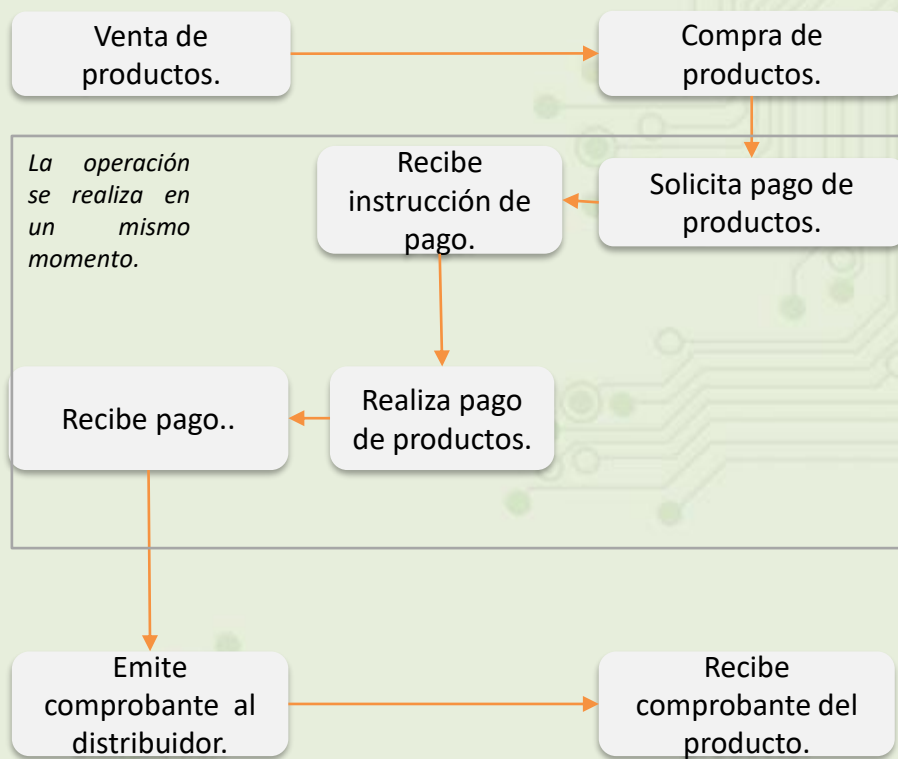 Venta de
productos.
Compra de
productos.
La operación
se realiza en
un mismo
momento.
Recibe
instrucción de
pago.
Solicita pago de
productos.
Recibe pago..
Realiza pago
de productos.
Emite
comprobante al
distribuidor.
Recibe
comprobante del
producto.